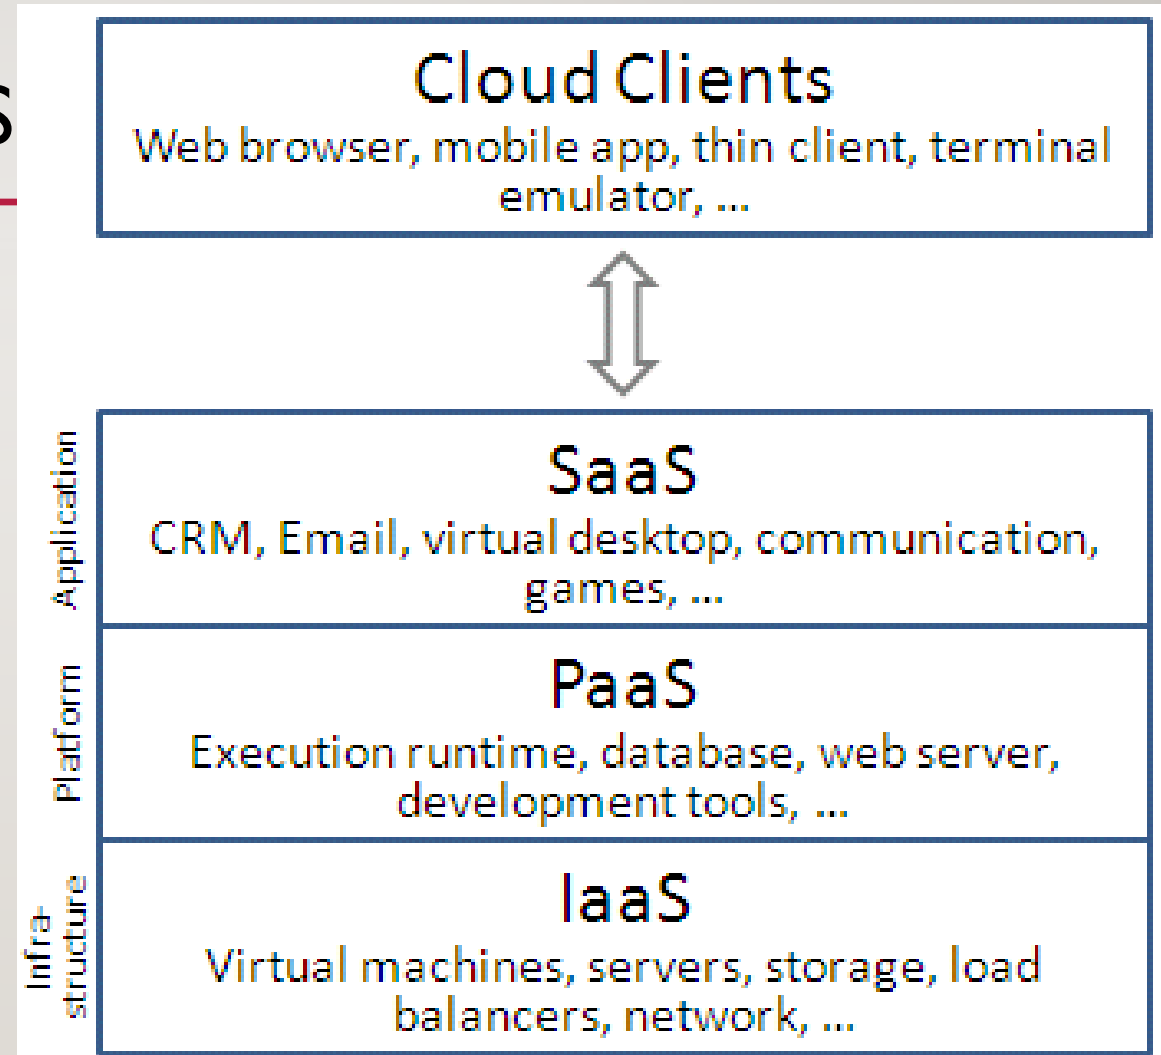 s
Cloud Clients
Web browser, mobile app, thin client, terminal
emulator, ...
Application
SaaS
CRM, Email, virtual desktop, communication,
games, ...
Platform
PaaS
Execution runtime, database, web server,
development tools, ...
Infra-
structure
IaaS
Virtual machines, servers, storage, load
balancers, network, ...